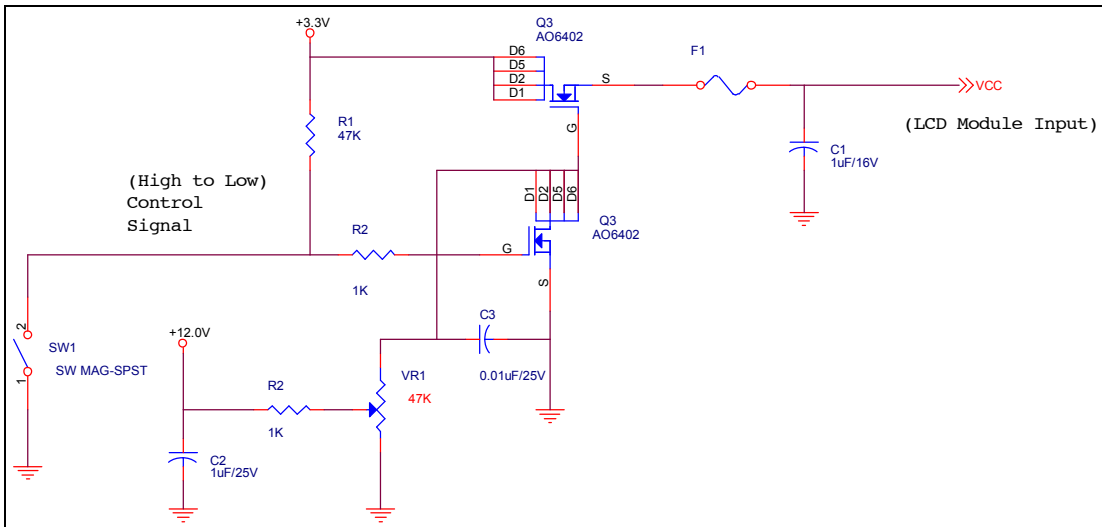 +3.3V
Q3
AO6402
D6
D5
D2
D1
S
G
F1
VCC
(LCD Module Input)
C1
1uF/16V
R1
47K
(High to Low)
Control
Signal
D1
D2
D5
D6
Q3
AO6402
G
S
R2
1K
2
SW1
1
SW MAG-SPST
+12.0V
R2
1K
VR1
47K
C3
0.01uF/25V
C2
1uF/25V